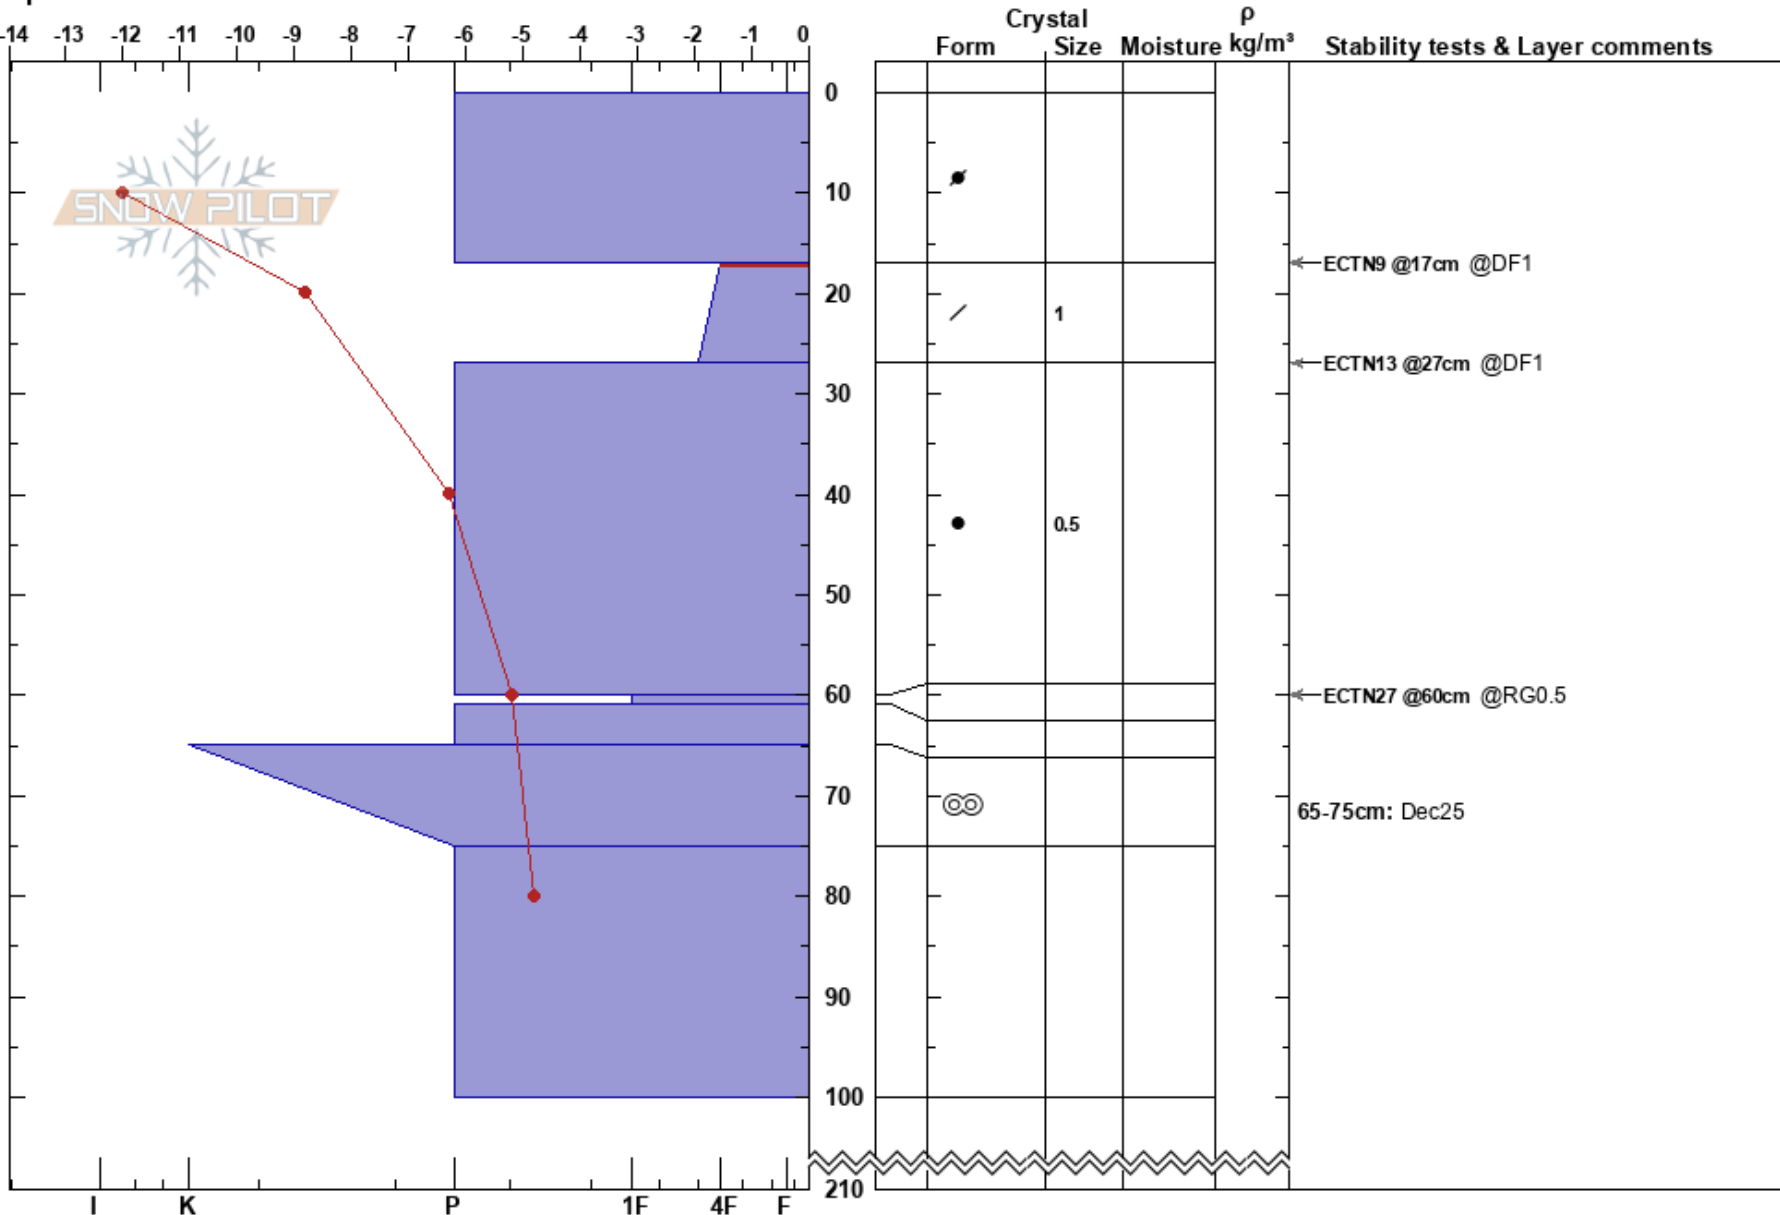 Crystal ρ
-14 -13 -12 -11 -10 -9 -8 -7 -6 -5 -4 -3 -2 -1 0 Form Size Moisture kg/m³ Stability tests & Layer comments
0
10
SNOW PILOT
ECTN9 @17cm @DF1
20
1
ECTN13 @27cm @DF1
30
40
0.5
50
60 ECTN27 @60cm @RG0.5
70
65-75cm: Dec25
80
90
100
210
I K P 1F 4F F